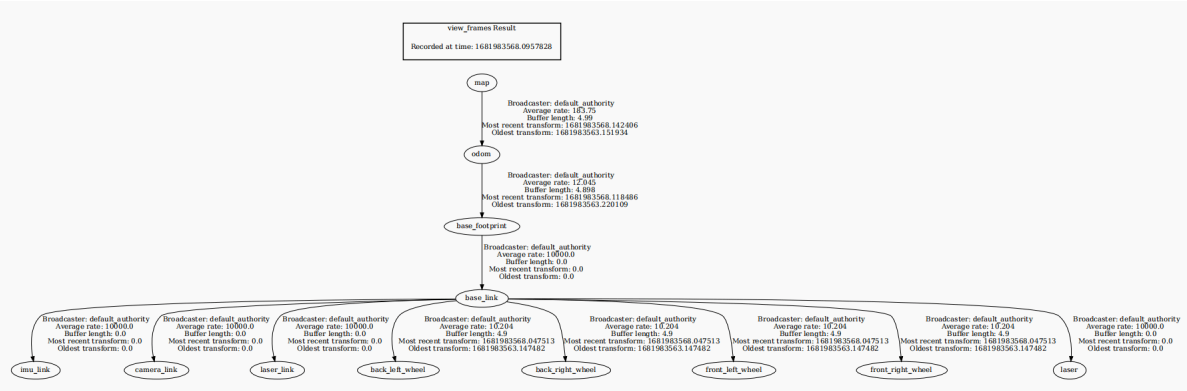 view_frames Result
Recorded at time: 1681983568.0957828
map
Broadcaster: default_authority
Average rate: 183.75
Buffer length: 4.99
Most recent transform: 1681983568.142406
Oldest transform: 1681983563.151934
odom
Broadcaster: default_authority
Average rate: 12.045
Buffer length: 4.898
Most recent transform: 1681983568.118486
Oldest transform: 1681983563.220109
base_footprint
Broadcaster: default_authority
Average rate: 10000.0
Buffer length: 0.0
Most recent transform: 0.0
Oldest transform: 0.0
base_link
Broadcaster: default_authority
Average rate: 10000.0
Buffer length: 0.0
Most recent transform: 0.0
Oldest transform: 0.0
imu_link
Broadcaster: default_authority
Average rate: 10000.0
Buffer length: 0.0
Most recent transform: 0.0
Oldest transform: 0.0
camera_link
Broadcaster: default_authority
Average rate: 10000.0
Buffer length: 0.0
Most recent transform: 0.0
Oldest transform: 0.0
laser_link
Broadcaster: default_authority
Average rate: 10.204
Buffer length: 4.9
Most recent transform: 1681983568.047513
Oldest transform: 1681983563.147482
back_left_wheel
Broadcaster: default_authority
Average rate: 10.204
Buffer length: 4.9
Most recent transform: 1681983568.047513
Oldest transform: 1681983563.147482
back_right_wheel
Broadcaster: default_authority
Average rate: 10.204
Buffer length: 4.9
Most recent transform: 1681983568.047513
Oldest transform: 1681983563.147482
front_left_wheel
Broadcaster: default_authority
Average rate: 10.204
Buffer length: 4.9
Most recent transform: 1681983568.047513
Oldest transform: 1681983563.147482
front_right_wheel
Broadcaster: default_authority
Average rate: 10000.0
Buffer length: 0.0
Most recent transform: 0.0
Oldest transform: 0.0
laser